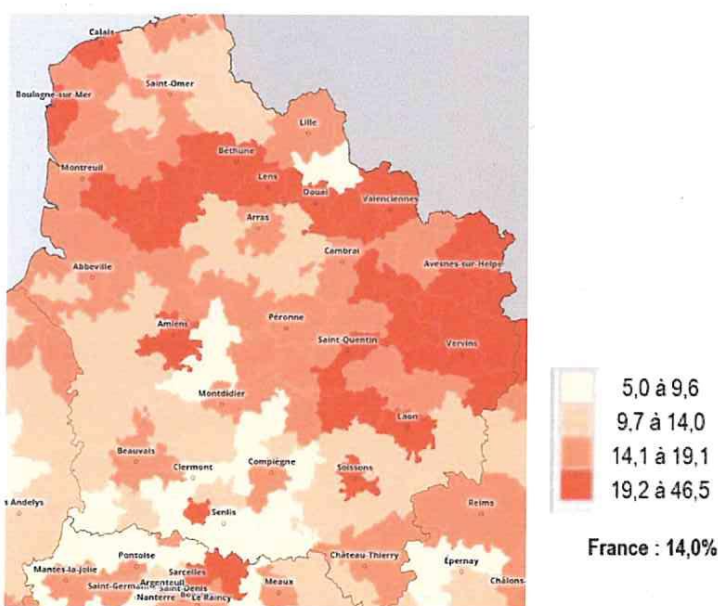 Calais
Saint-Omer
Boulogne-sur-Mer
Lille
Béthune
Montreuil
Lens
Douai
Valenciennes
Arras
Cambrai
Avesnes-sur-Helpe
Abbeville
Amiens
Péronne
Saint-Quentin
Vervins
Montdidier
Laon
Beauvais
Clermont
Compiègne
Soissons
s Andelys
Senlis
Reims
Pontoise
Château-Thierry
Épernay
Mantes-la-Jolie
Sarcelles
Argenteuil
Meaux
Châlons-
Saint-Germain
Saint-Denis
Nanterre
Le Raincy
5,0 à 9,6
9,7 à 14,0
14,1 à 19,1
19,2 à 46,5
France : 14,0%